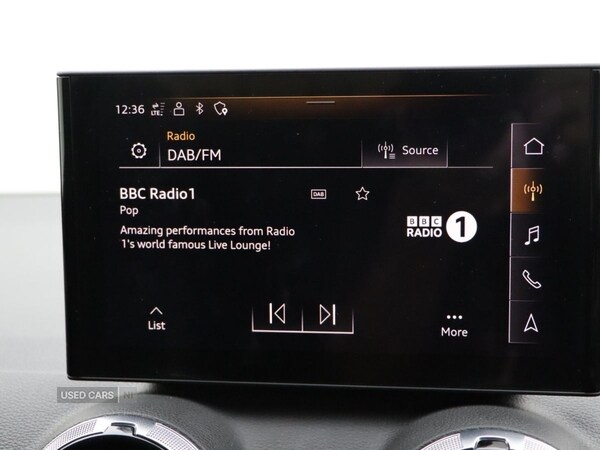 12:36 LTE
Radio
DAB/FM
Source
BBC Radio1
DAB
Pop
Amazing performances from Radio
1's world famous Live Lounge!
BBC
RADIO 1
List
More
USED CARS NI